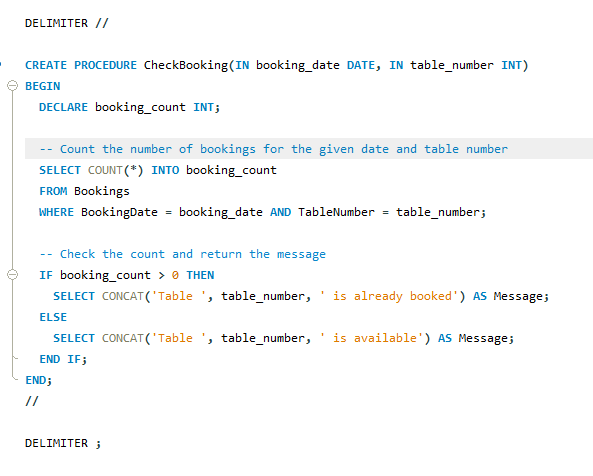 DELIMITER //
CREATE PROCEDURE CheckBooking(IN booking_date DATE, IN table_number INT)
BEGIN
DECLARE booking_count INT;
-- Count the number of bookings for the given date and table number
SELECT COUNT(*) INTO booking_count
FROM Bookings
WHERE BookingDate = booking_date AND TableNumber = table_number;
-- Check the count and return the message
IF booking_count > 0 THEN
SELECT CONCAT('Table ', table_number, ' is already booked') AS Message;
ELSE
SELECT CONCAT('Table ', table_number, ' is available') AS Message;
END IF;
END;
//
DELIMITER ;